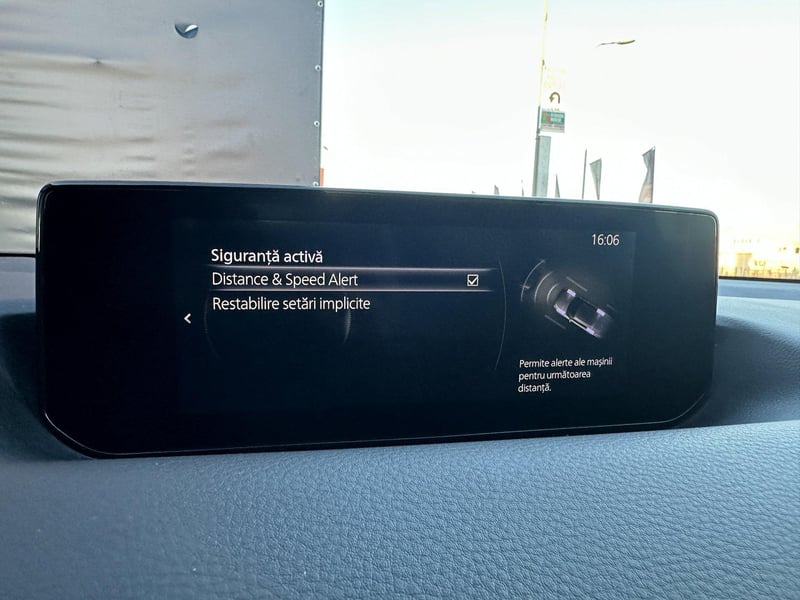 16:06
Siguranță activă
Distance & Speed Alert
Restabilire setări implicite
Permite alerte ale mașinii
pentru următoarea
distanță.